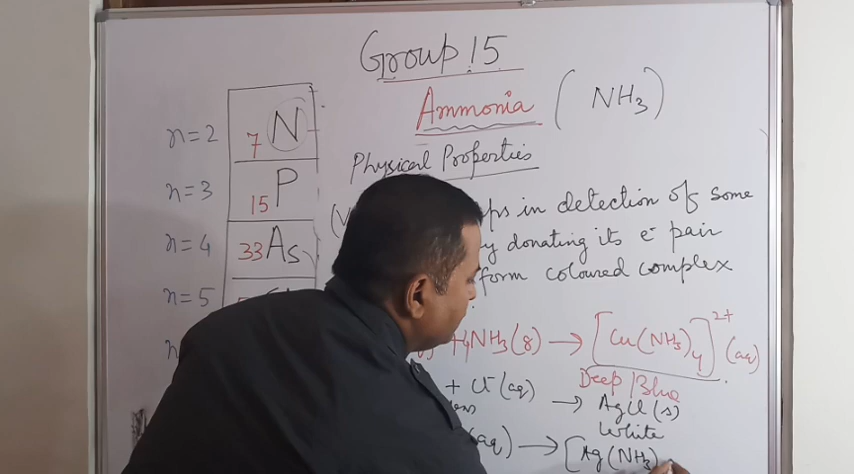 Group 15
Ammonia (NH3)
Physical Properties
n=2 7 N
n=3 15 P
n=4 33 As
n=5
in detection of some
by donating its e- pair
form coloured complex
+4NH3(g) → [Cu(NH3)4]2+ (aq)
Deep/Blue
+ Cl-(aq) → AgCl(s)
White
(aq) → [Ag(NH3)